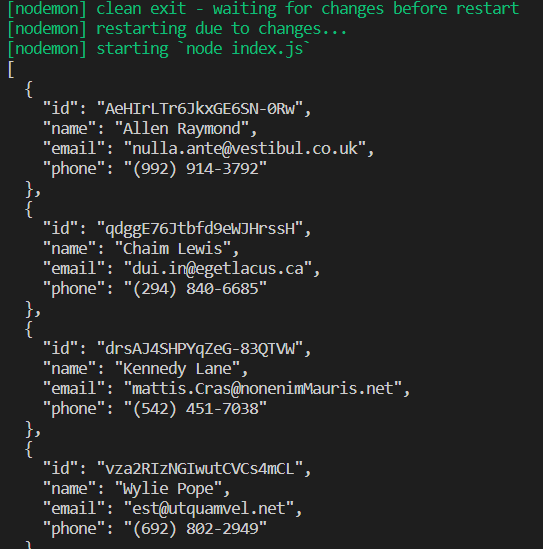 [nodemon] clean exit - waiting for changes before restart
[nodemon] restarting due to changes...
[nodemon] starting `node index.js`
[
  {
    "id": "AeHIrLTr6JkxGE6SN-0Rw",
    "name": "Allen Raymond",
    "email": "nulla.ante@vestibul.co.uk",
    "phone": "(992) 914-3792"
  },
  {
    "id": "qdggE76Jtbfd9eWJHrssH",
    "name": "Chaim Lewis",
    "email": "dui.in@egetlacus.ca",
    "phone": "(294) 840-6685"
  },
  {
    "id": "drsAJ4SHPYqZeG-83QTVW",
    "name": "Kennedy Lane",
    "email": "mattis.Cras@nonenimMauris.net",
    "phone": "(542) 451-7038"
  },
  {
    "id": "vza2RIzNGIwutCVCs4mCL",
    "name": "Wylie Pope",
    "email": "est@utquamvel.net",
    "phone": "(692) 802-2949"
  },